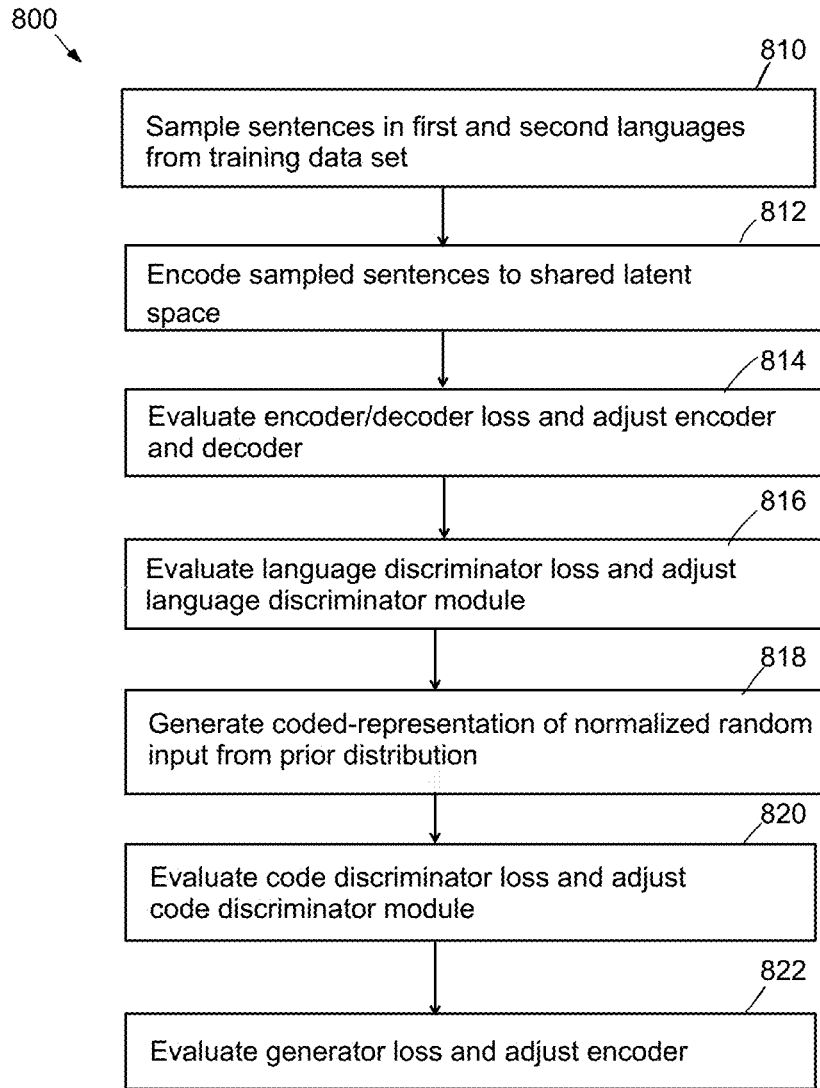 800
810
Sample sentences in first and second languages
from training data set
812
Encode sampled sentences to shared latent
space
814
Evaluate encoder/decoder loss and adjust encoder
and decoder
816
Evaluate language discriminator loss and adjust
language discriminator module
818
Generate coded-representation of normalized random
input from prior distribution
820
Evaluate code discriminator loss and adjust
code discriminator module
822
Evaluate generator loss and adjust encoder